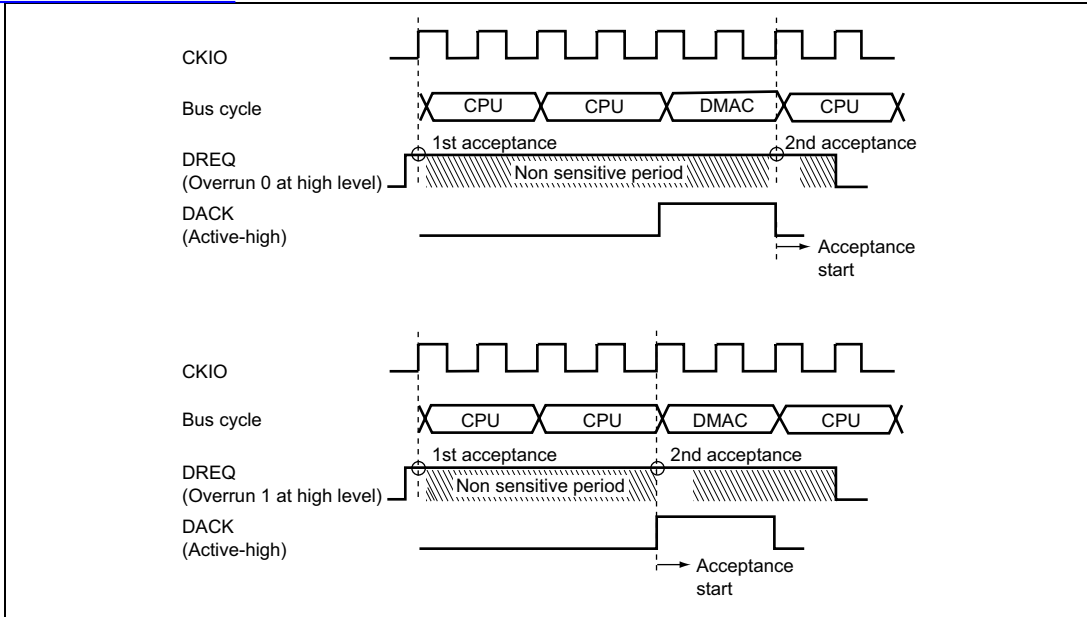 CKIO
Bus cycle
CPU CPU DMAC CPU
1st acceptance 2nd acceptance
DREQ
(Overrun 0 at high level)
Non sensitive period
DACK
(Active-high)
Acceptance
start
CKIO
Bus cycle
CPU CPU DMAC CPU
1st acceptance 2nd acceptance
DREQ
(Overrun 1 at high level)
Non sensitive period
DACK
(Active-high)
Acceptance
start